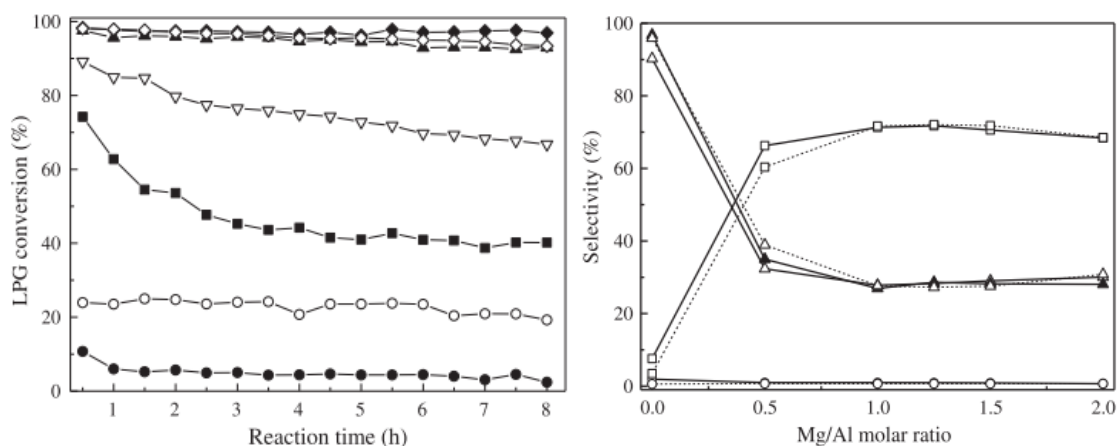 100
80
60
40
20
0
LPG conversion (%)
1 2 3 4 5 6 7 8
Reaction time (h)
100
80
60
40
20
0
Selectivity (%)
0.0 0.5 1.0 1.5 2.0
Mg/Al molar ratio